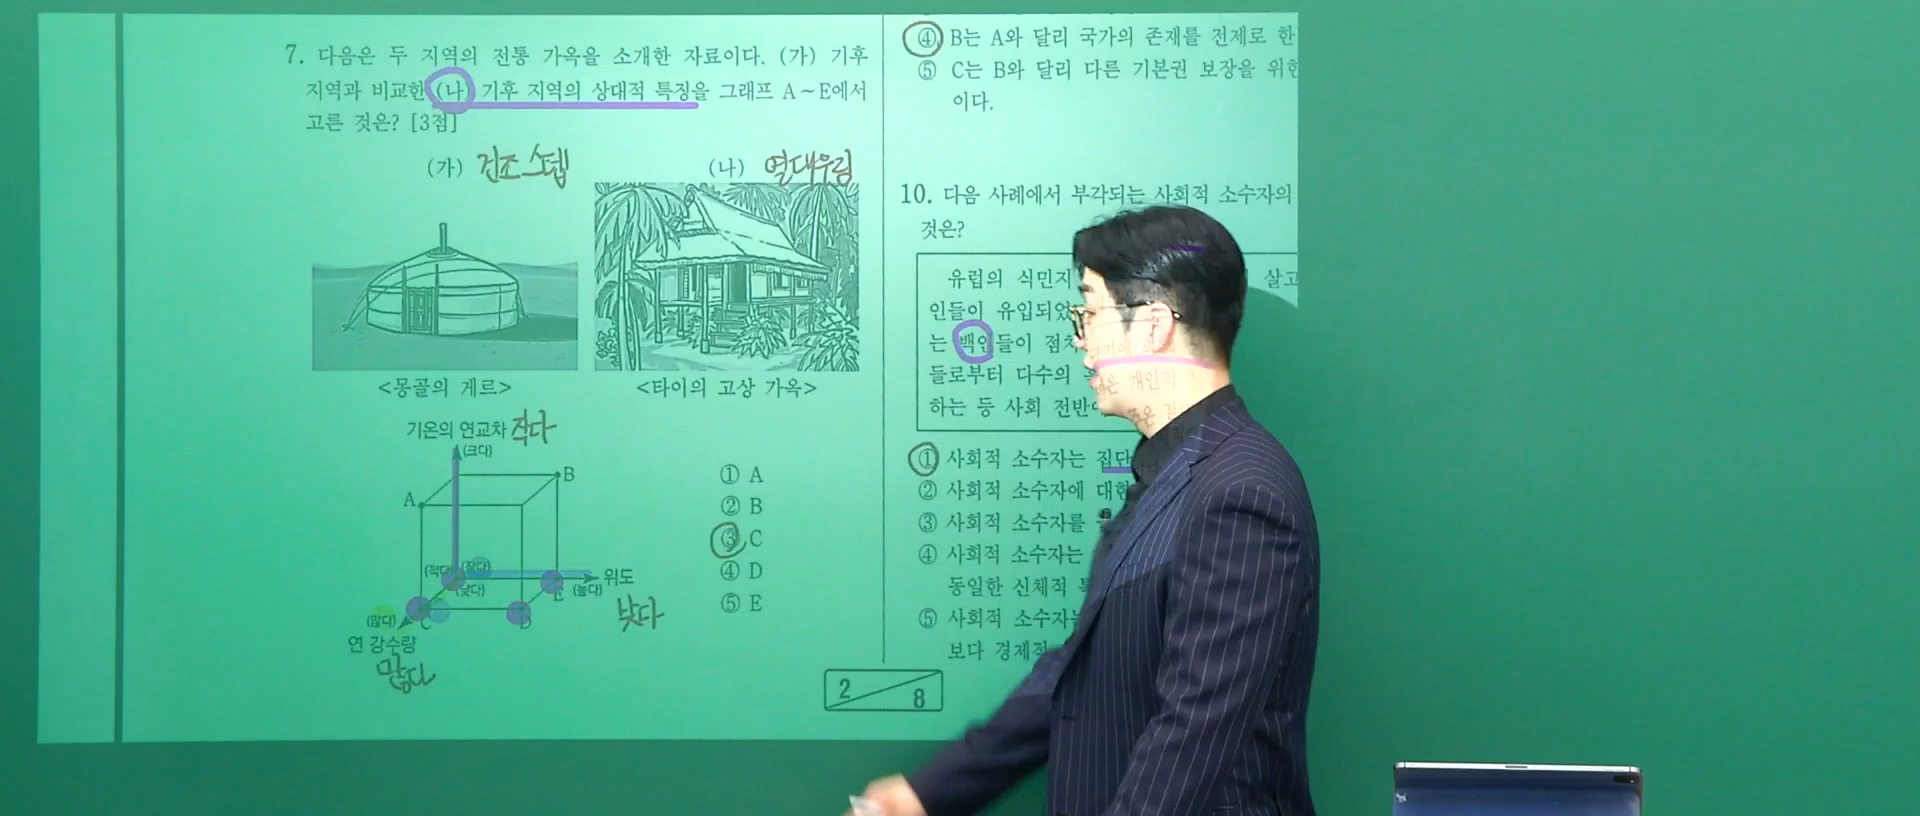 7. 다음은 두 지역의 전통 가옥을 소개한 자료이다. (가) 기후
지역과 비교한 (나) 기후 지역의 상대적 특징을 그래프 A~E에서
고른 것은? [3점]
(가) 건조 스텝
(나) 열대우림
<몽골의 게르>
<타이의 고상 가옥>
기온의 연교차 작다
(크다)
A
B
(적다)
(작다)
(낮다)
위도
(높다)
낮다
E
C
D
(많다)
연 강수량
많다
① A
② B
③ C
④ D
⑤ E
2
8
④ B는 A와 달리 국가의 존재를 전제로 한
⑤ C는 B와 달리 다른 기본권 보장을 위한
이다.
10. 다음 사례에서 부각되는 사회적 소수자의
것은?
유럽의 식민지 살고
인들이 유입되었
는 백인들이 점차
들로부터 다수의
하는 등 사회 전반
① 사회적 소수자는 집단
② 사회적 소수자에 대한
③ 사회적 소수자를
④ 사회적 소수자는
동일한 신체적
⑤ 사회적 소수자는
보다 경제적